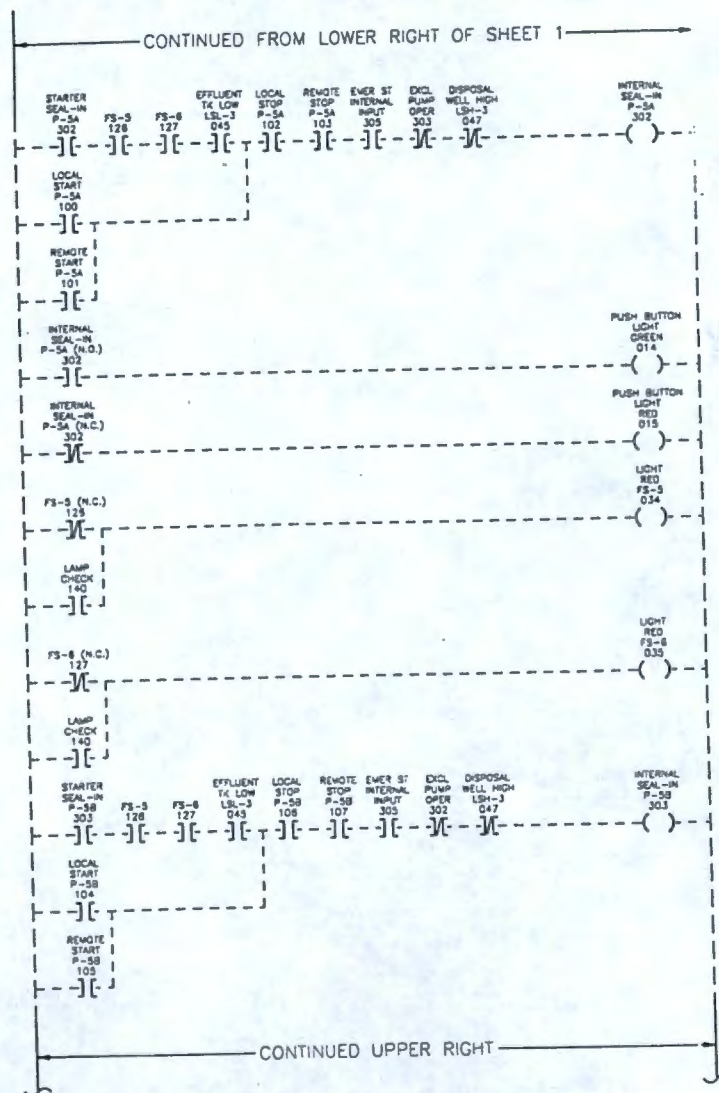 CONTINUED FROM LOWER RIGHT OF SHEET 1
STARTER SEAL-IN P-5A 302
FS-5 126
FS-6 127
EFFLUENT TK LOW LSL-3 045
LOCAL STOP P-5A 102
REMOTE STOP P-5A 103
EMER ST INTERNAL INPUT 305
EXCL PUMP OPER 303
DISPOSAL WELL HIGH LSH-3 047
INTERNAL SEAL-IN P-5A 302
LOCAL START P-5A 100
REMOTE START P-5A 101
INTERNAL SEAL-IN P-5A (N.O.) 302
PUSH BUTTON LIGHT GREEN 014
INTERNAL SEAL-IN P-5A (N.C.) 302
PUSH BUTTON LIGHT RED 015
FS-5 (N.C.) 126
LIGHT RED FS-5 034
LAMP CHECK 140
FS-6 (N.C.) 127
LIGHT RED FS-6 035
LAMP CHECK 140
STARTER SEAL-IN P-5B 303
FS-5 126
FS-6 127
EFFLUENT TK LOW LSL-3 045
LOCAL STOP P-5B 106
REMOTE STOP P-5B 107
EMER ST INTERNAL INPUT 305
EXCL PUMP OPER 302
DISPOSAL WELL HIGH LSH-3 047
INTERNAL SEAL-IN P-5B 303
LOCAL START P-5B 104
REMOTE START P-5B 105
CONTINUED UPPER RIGHT